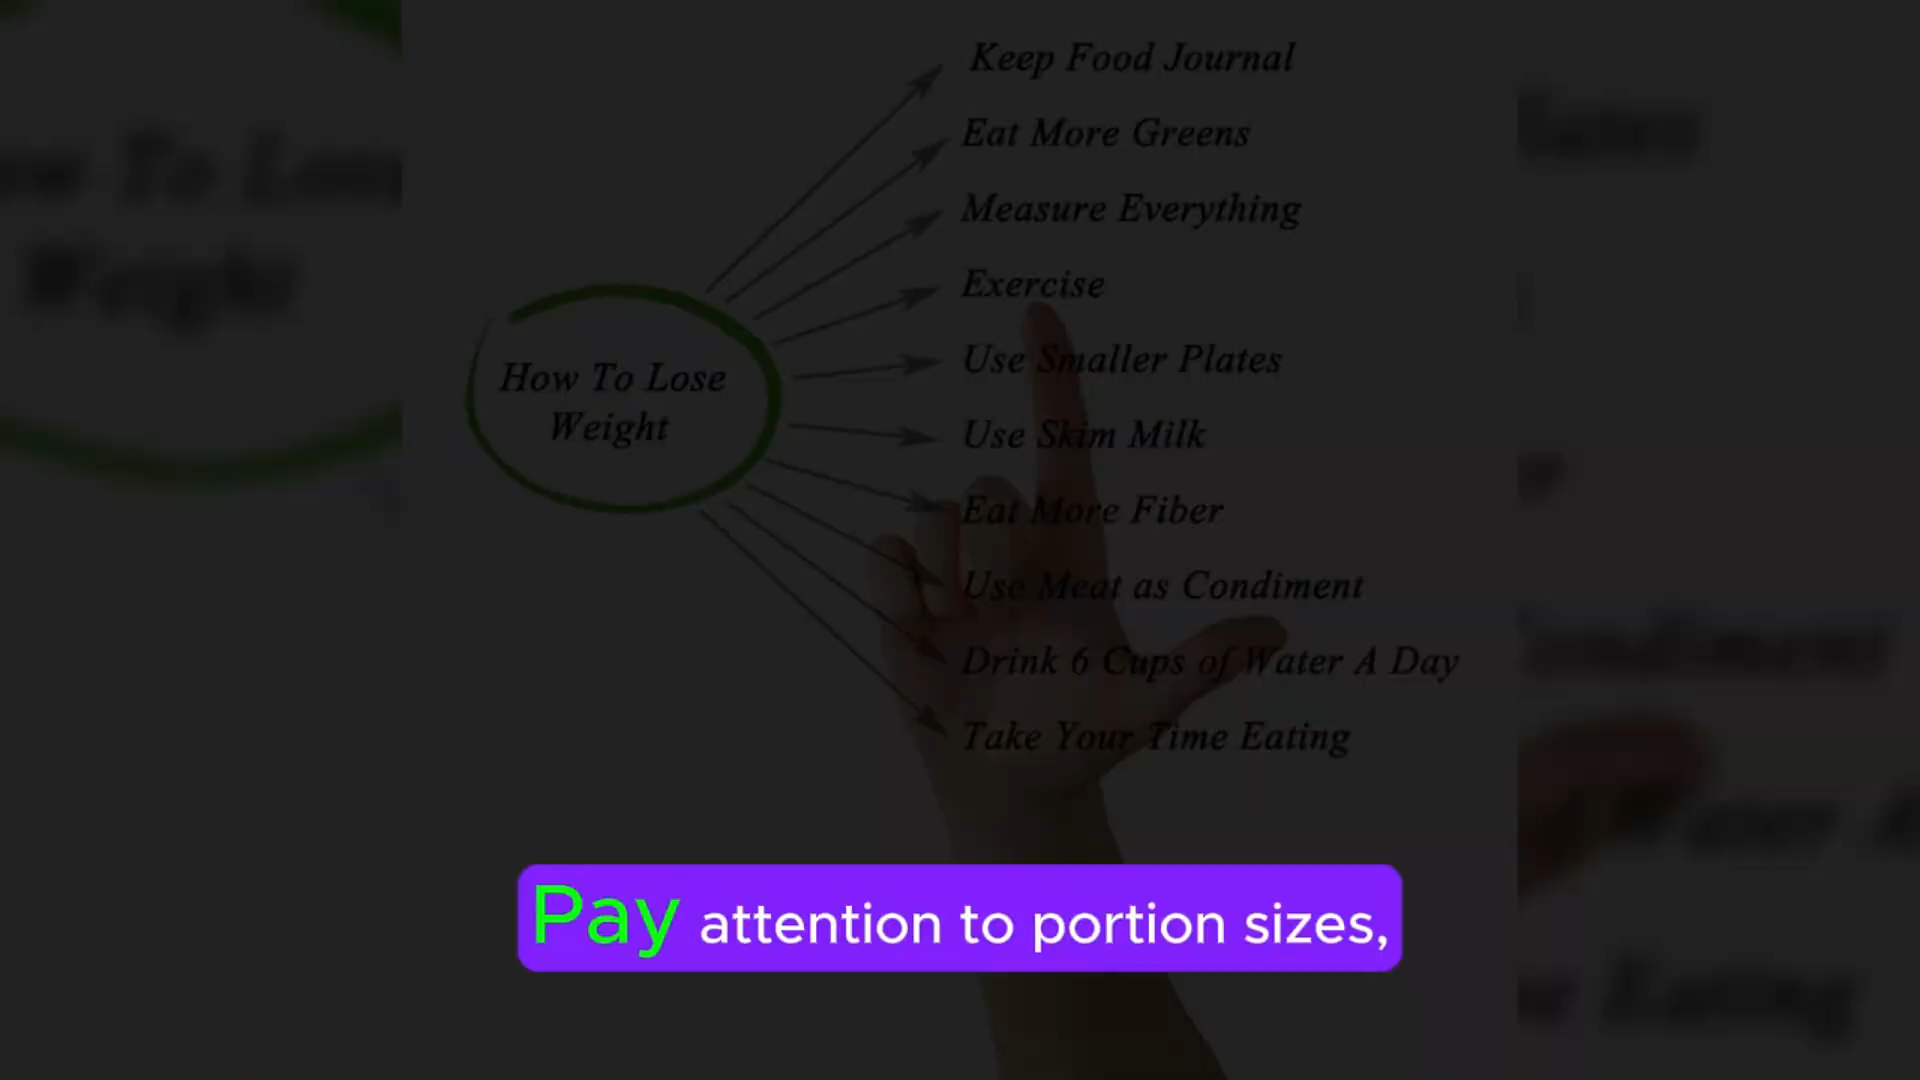 Keep Food Journal
Eat More Greens
Measure Everything
Exercise
How To Lose
Weight
Use Smaller Plates
Use Skim Milk
Eat More Fiber
Use Meat as Condiment
Drink 6 Cups of Water A Day
Take Your Time Eating
Pay attention to portion sizes,